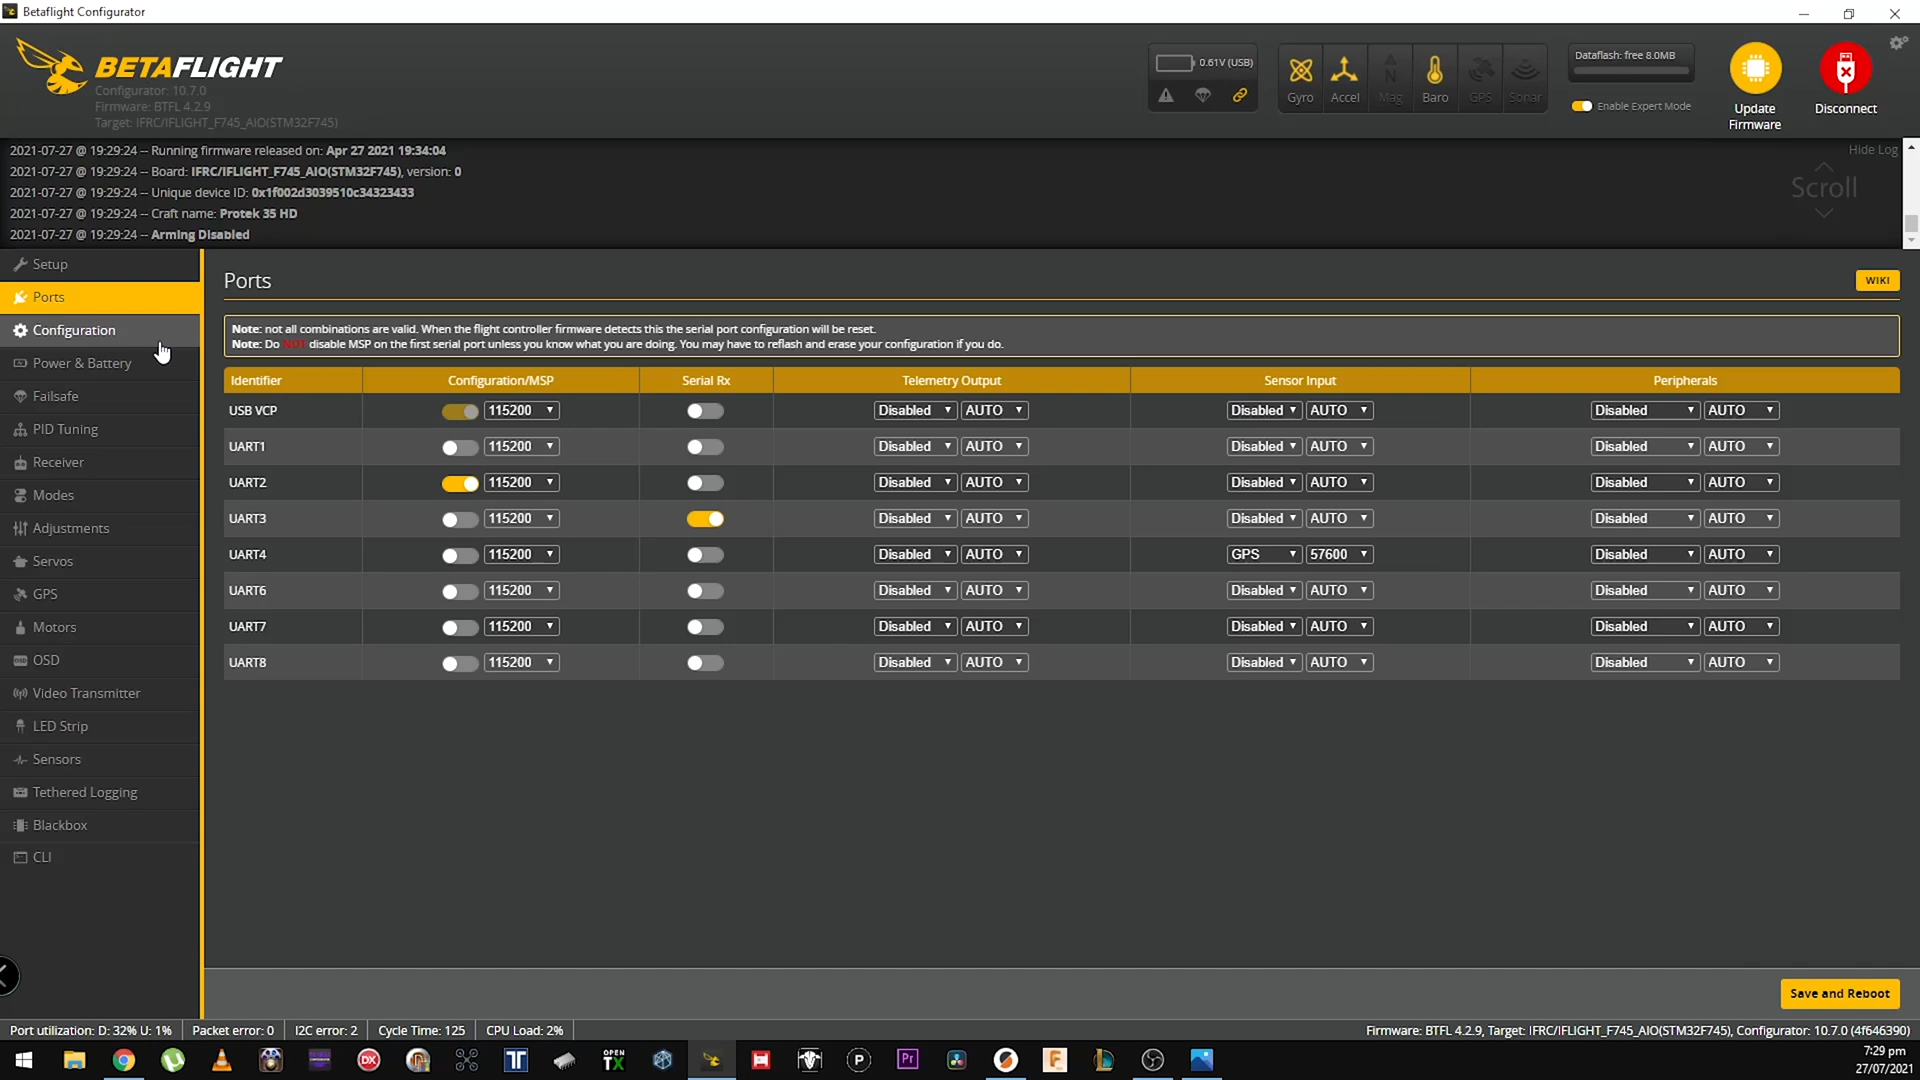 Betaflight Configurator
BETAFLIGHT
Configurator: 10.7.0
Firmware: BTFL 4.2.9
Target: IFRC/IFLIGHT_F745_AIO(STM32F745)
0.61V (USB)
Gyro Accel Mag Baro GPS Sonar
Dataflash: free 8.0MB
Enable Expert Mode
Update
Firmware
Disconnect
2021-07-27 @ 19:29:24 -- Running firmware released on: Apr 27 2021 19:34:04
2021-07-27 @ 19:29:24 -- Board: IFRC/IFLIGHT_F745_AIO(STM32F745), version: 0
2021-07-27 @ 19:29:24 -- Unique device ID: 0x1f002d3039510c34323433
2021-07-27 @ 19:29:24 -- Craft name: Protek 35 HD
2021-07-27 @ 19:29:24 -- Arming Disabled
Hide Log
Scroll
Setup
Ports
Configuration
Power & Battery
Failsafe
PID Tuning
Receiver
Modes
Adjustments
Servos
GPS
Motors
OSD
Video Transmitter
LED Strip
Sensors
Tethered Logging
Blackbox
CLI
Ports
WIKI
Note: not all combinations are valid. When the flight controller firmware detects this the serial port configuration will be reset.
Note: Do NOT disable MSP on the first serial port unless you know what you are doing. You may have to reflash and erase your configuration if you do.
Identifier Configuration/MSP Serial Rx Telemetry Output Sensor Input Peripherals
USB VCP 115200 Disabled AUTO Disabled AUTO Disabled AUTO
UART1 115200 Disabled AUTO Disabled AUTO Disabled AUTO
UART2 115200 Disabled AUTO Disabled AUTO Disabled AUTO
UART3 115200 Disabled AUTO Disabled AUTO Disabled AUTO
UART4 115200 Disabled AUTO GPS 57600 Disabled AUTO
UART6 115200 Disabled AUTO Disabled AUTO Disabled AUTO
UART7 115200 Disabled AUTO Disabled AUTO Disabled AUTO
UART8 115200 Disabled AUTO Disabled AUTO Disabled AUTO
Save and Reboot
Port utilization: D: 32% U: 1% Packet error: 0 I2C error: 2 Cycle Time: 125 CPU Load: 2% Firmware: BTFL 4.2.9, Target: IFRC/IFLIGHT_F745_AIO(STM32F745), Configurator: 10.7.0 (4f646390)
DX OPEN TX P Pr F
7:29 pm
27/07/2021